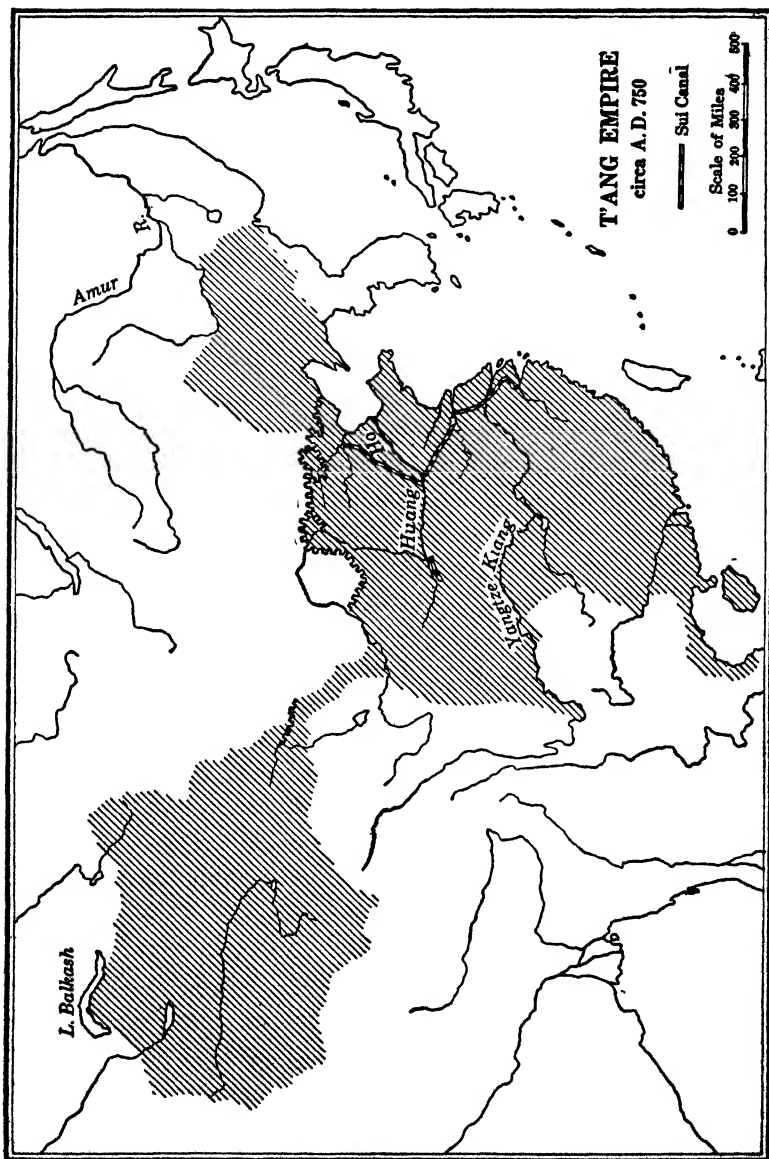 T'ANG EMPIRE
circa A.D. 750
Sui Canal
Scale of Miles
0 100 200 300 400 500
Amur R.
L. Balkash
Huang Ho
Yangtze Kiang